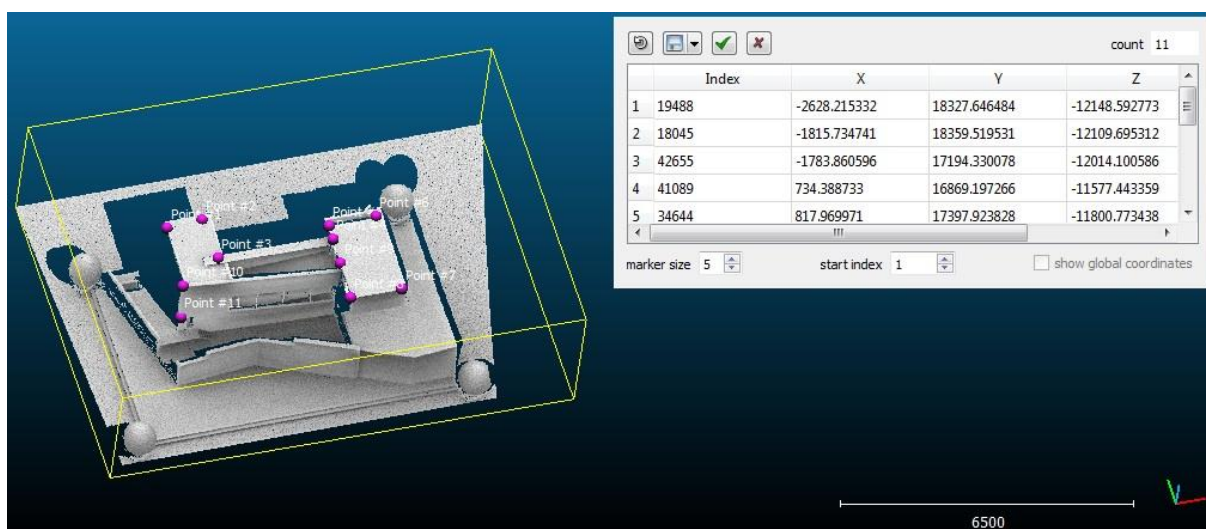 count 11
Index X Y Z
1 19488 -2628.215332 18327.646484 -12148.592773
2 18045 -1815.734741 18359.519531 -12109.695312
3 42655 -1783.860596 17194.330078 -12014.100586
4 41089 734.388733 16869.197266 -11577.443359
5 34644 817.969971 17397.923828 -11800.773438
marker size 5 start index 1 show global coordinates
Point #2
Point #3
Point #10
Point #7
Point #11
6500